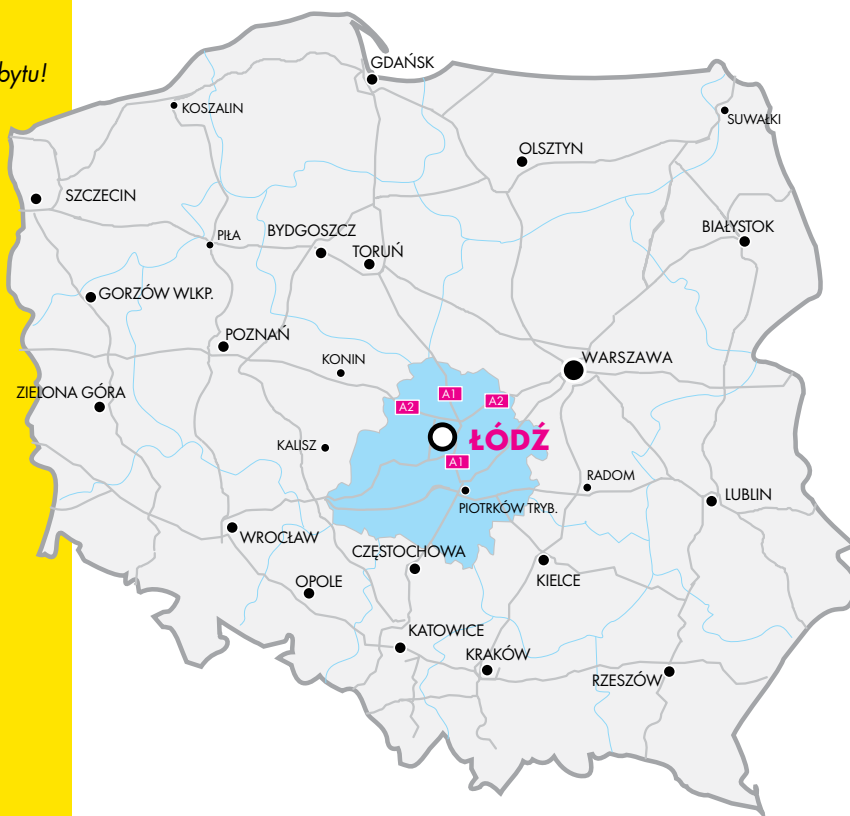 bytu!
GDAŃSK
KOSZALIN
SUWAŁKI
OLSZTYN
SZCZECIN
BIAŁYSTOK
PIŁA
BYDGOSZCZ
TORUŃ
GORZÓW WLKP.
POZNAŃ
KONIN
WARSZAWA
ZIELONA GÓRA
A1
A2
A2
ŁÓDŹ
KALISZ
A1
RADOM
PIOTRKÓW TRYB.
LUBLIN
WROCŁAW
CZĘSTOCHOWA
OPOLE
KIELCE
KATOWICE
KRAKÓW
RZESZÓW